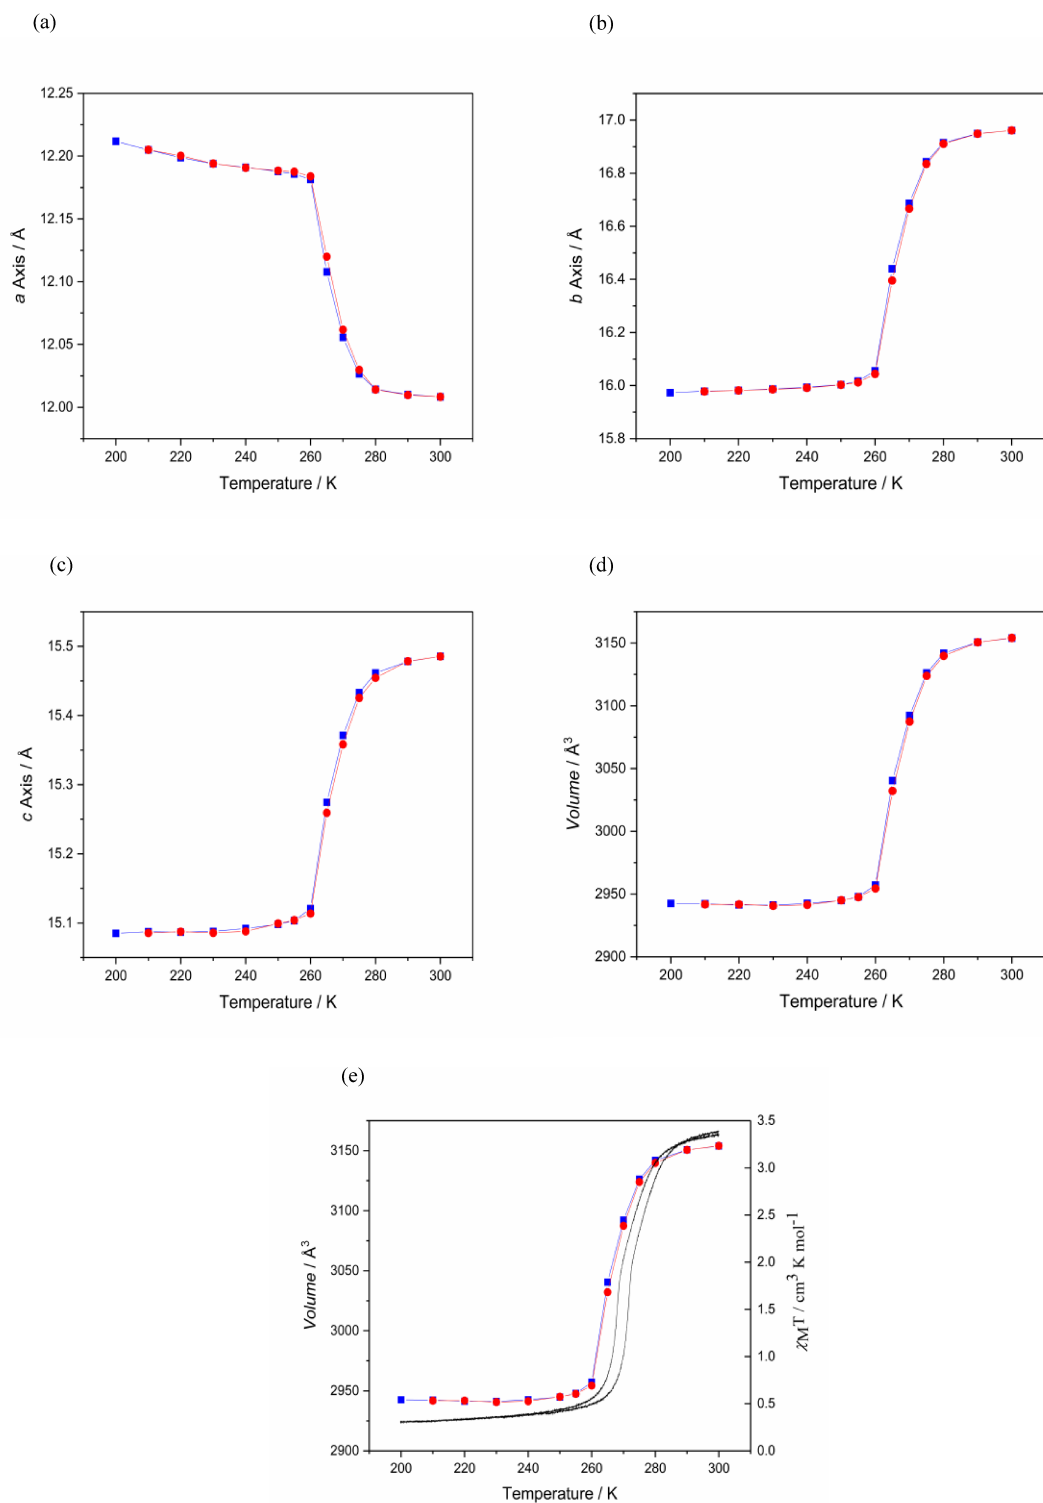 (a)
(b)
12.25
12.20
12.15
12.10
12.05
12.00
a Axis / Å
200 220 240 260 280 300
Temperature / K
17.0
16.8
16.6
16.4
16.2
16.0
15.8
b Axis / Å
200 220 240 260 280 300
Temperature / K
(c)
(d)
15.5
15.4
15.3
15.2
15.1
c Axis / Å
200 220 240 260 280 300
Temperature / K
3150
3100
3050
3000
2950
2900
Volume / Å³
200 220 240 260 280 300
Temperature / K
(e)
3150
3100
3050
3000
2950
2900
Volume / Å³
3.5
3.0
2.5
2.0
1.5
1.0
0.5
0.0
χMT / cm³ K mol⁻¹
200 220 240 260 280 300
Temperature / K